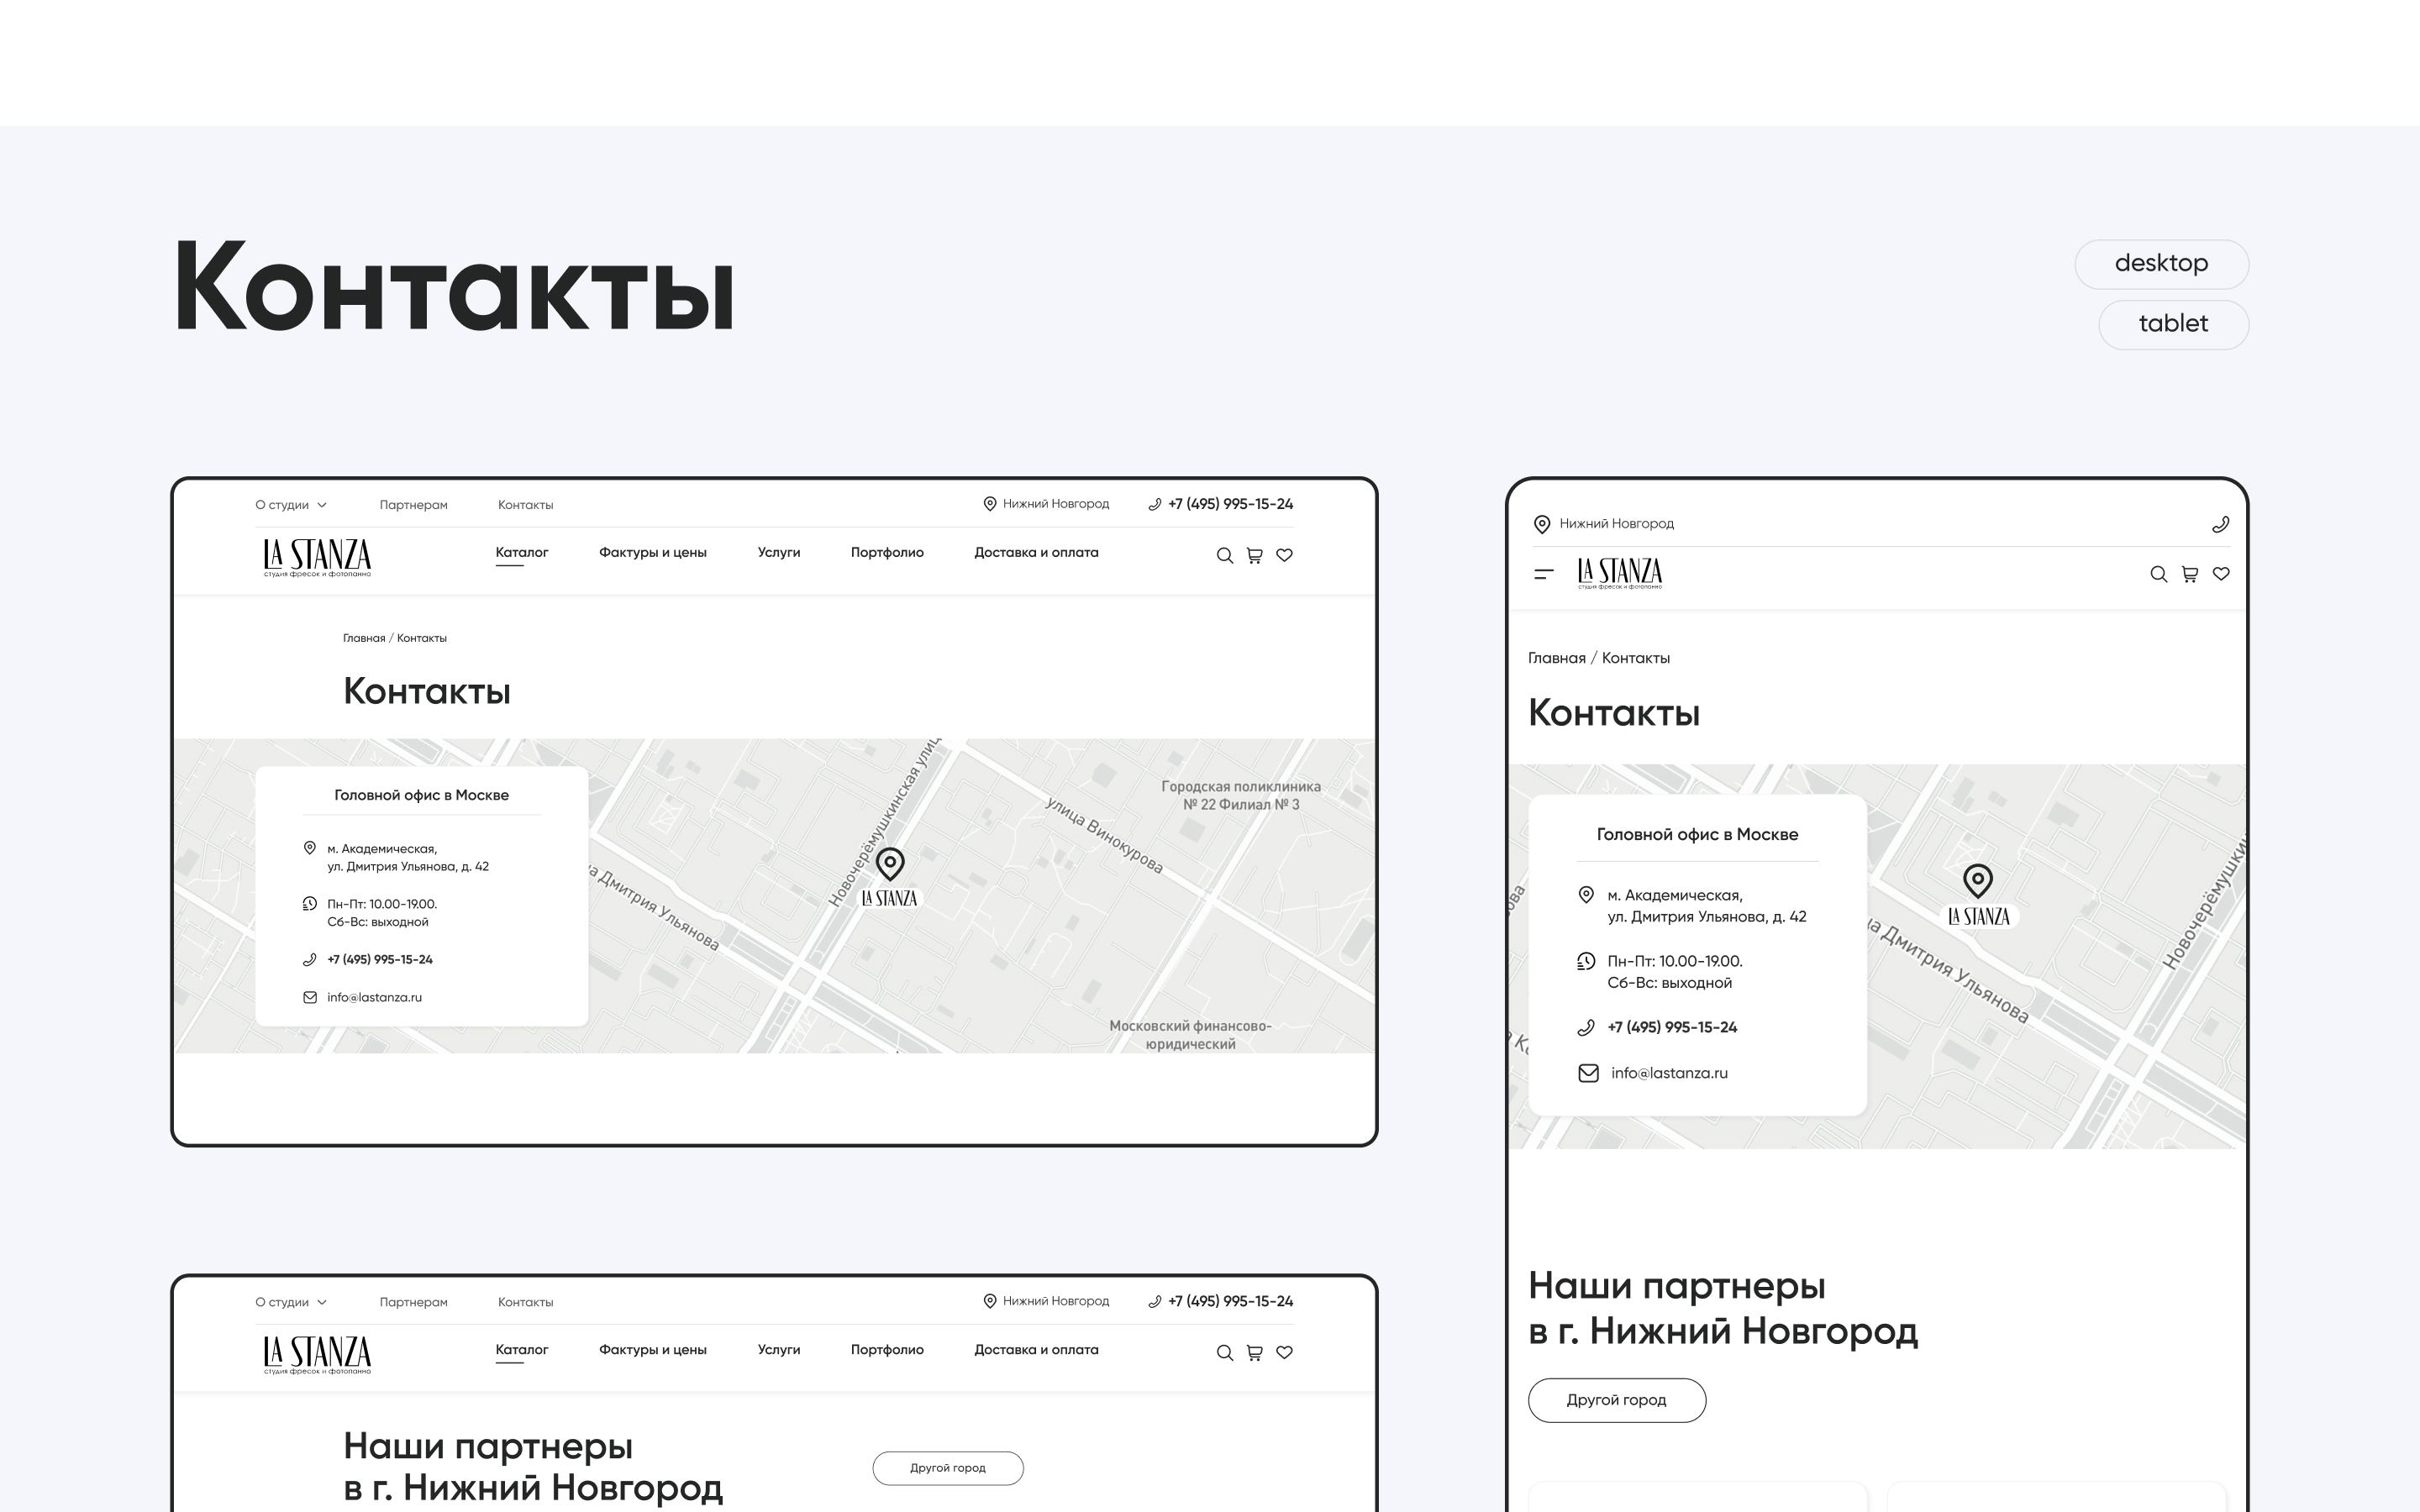 Контакты
desktop
tablet
О студии
Партнерам
Контакты
Нижний Новгород
+7 (495) 995-15-24
LA STANZA
студия фресок и фотопанно
Каталог
Фактуры и цены
Услуги
Портфолио
Доставка и оплата
Главная / Контакты
Контакты
Головной офис в Москве
м. Академическая,
ул. Дмитрия Ульянова, д. 42
Пн-Пт: 10.00-19.00.
Сб-Вс: выходной
+7 (495) 995-15-24
info@lastanza.ru
Дмитрия Ульянова
Новочерёмушкинская улиц
LA STANZA
улица Винокурова
Городская поликлиника
№ 22 Филиал № 3
Московский финансово-
юридический
О студии
Партнерам
Контакты
Нижний Новгород
+7 (495) 995-15-24
LA STANZA
студия фресок и фотопанно
Каталог
Фактуры и цены
Услуги
Портфолио
Доставка и оплата
Наши партнеры
в г. Нижний Новгород
Другой город
Нижний Новгород
LA STANZA
студия фресок и фотопанно
Главная / Контакты
Контакты
Головной офис в Москве
м. Академическая,
ул. Дмитрия Ульянова, д. 42
Пн-Пт: 10.00-19.00.
Сб-Вс: выходной
+7 (495) 995-15-24
info@lastanza.ru
Дмитрия Ульянова
LA STANZA
Новочерёмушкин
Наши партнеры
в г. Нижний Новгород
Другой город